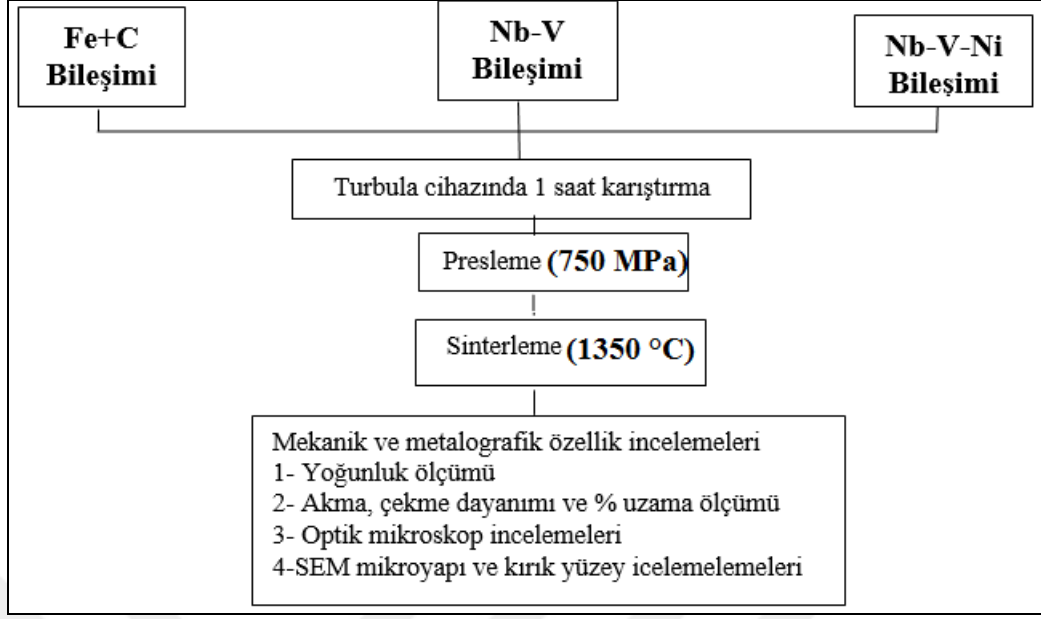 Fe+C
Bileşimi
Nb-V
Bileşimi
Nb-V-Ni
Bileşimi
Turbula cihazında 1 saat karıştırma
Presleme (750 MPa)
Sinterleme (1350 °C)
Mekanik ve metalografik özellik incelemeleri
1- Yoğunluk ölçümü
2- Akma, çekme dayanımı ve % uzama ölçümü
3- Optik mikroskop incelemeleri
4-SEM mikroyapı ve kırık yüzey icelemelemeleri